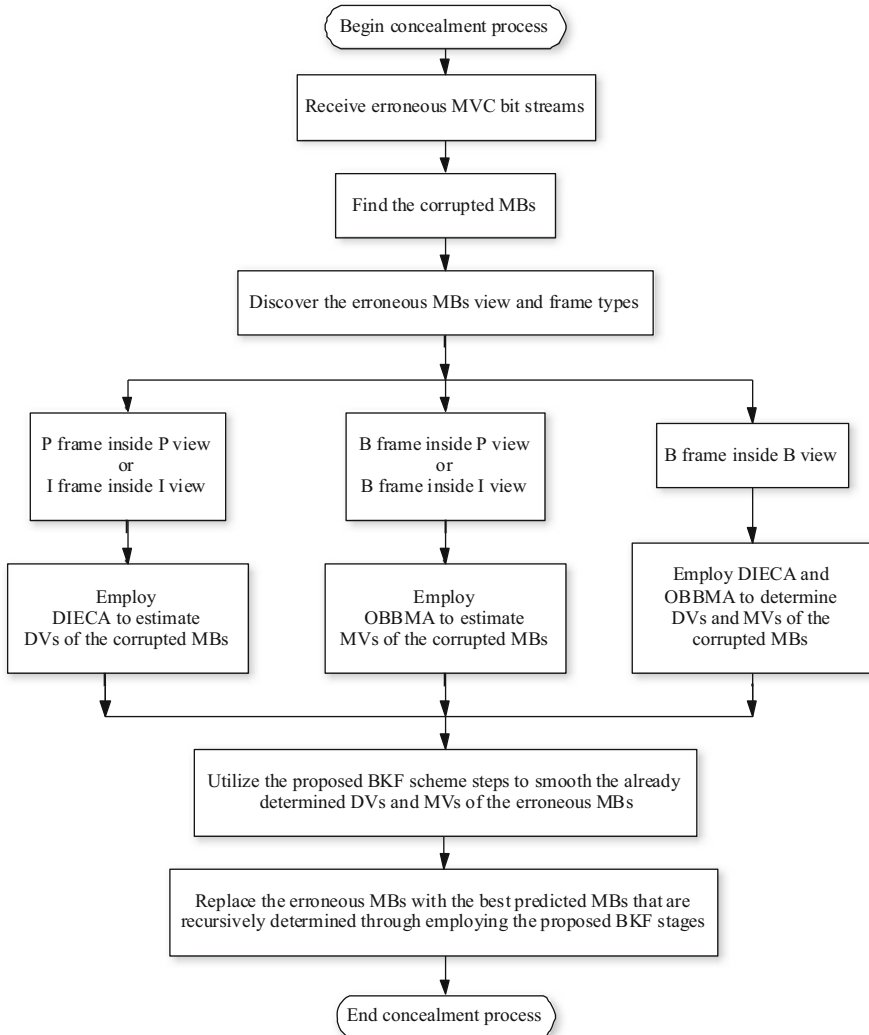 Begin concealment process
Receive erroneous MVC bit streams
Find the corrupted MBs
Discover the erroneous MBs view and frame types
P frame inside P view
or
I frame inside I view
B frame inside P view
or
B frame inside I view
B frame inside B view
Employ
DIECA to estimate
DVs of the corrupted MBs
Employ
OBBMA to estimate
MVs of the corrupted MBs
Employ DIECA and
OBBMA to determine
DVs and MVs of the
corrupted MBs
Utilize the proposed BKF scheme steps to smooth the already
determined DVs and MVs of the erroneous MBs
Replace the erroneous MBs with the best predicted MBs that are
recursively determined through employing the proposed BKF stages
End concealment process